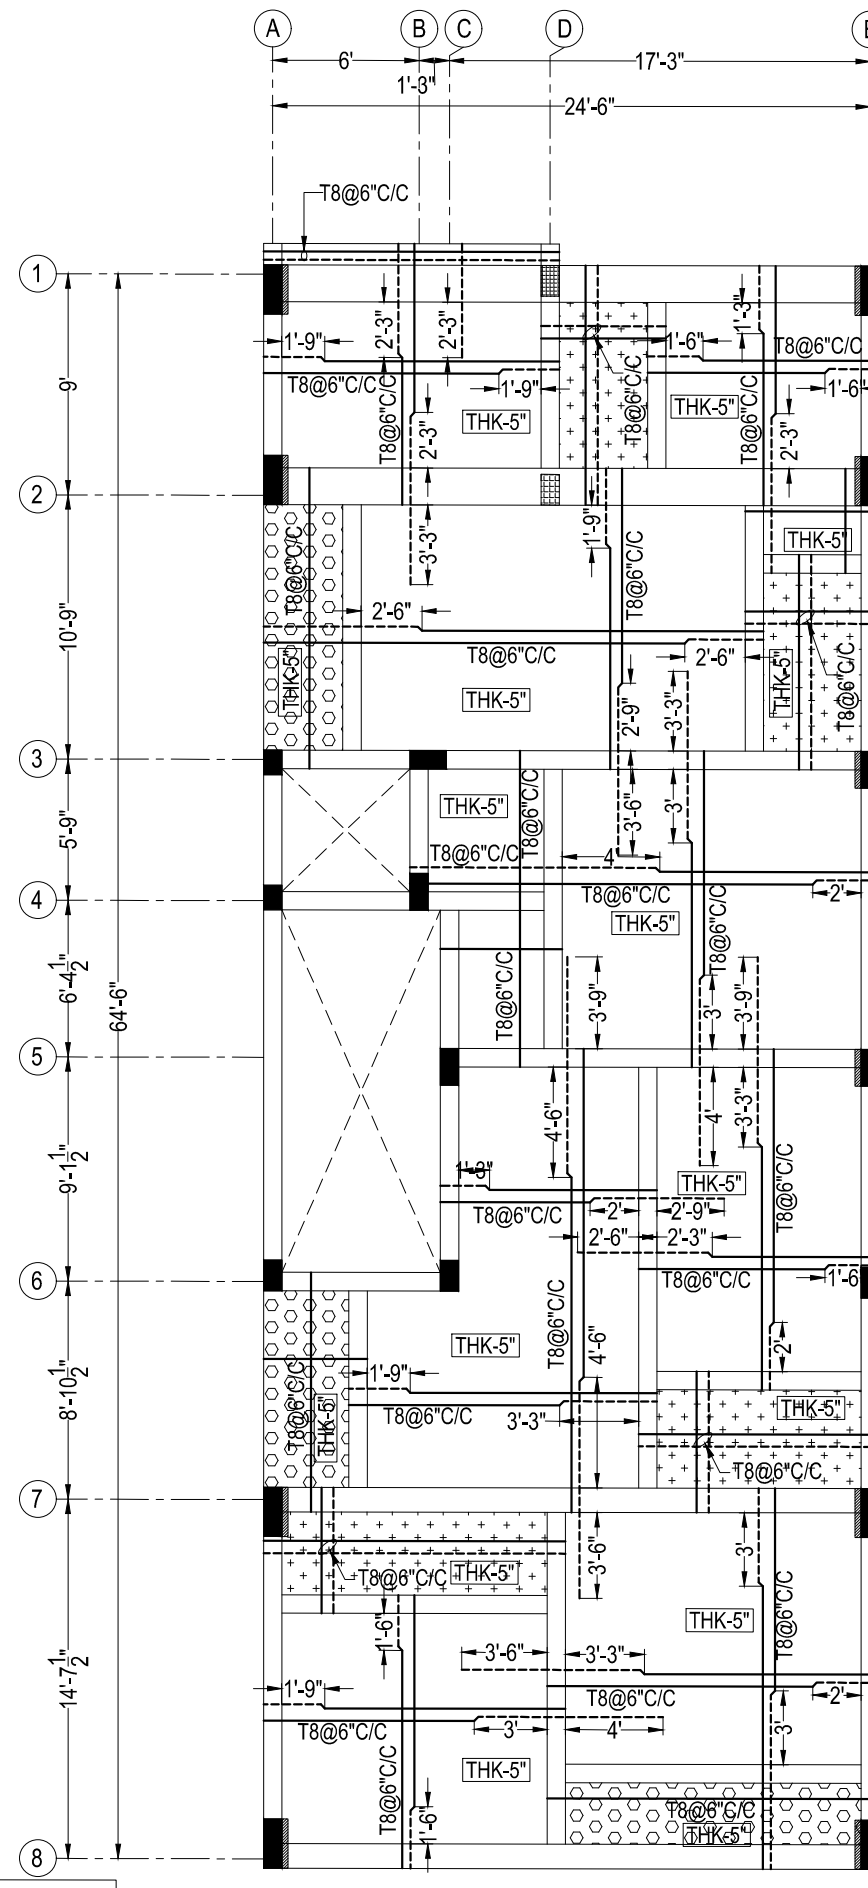 A B C D E
6' 17'-3"
1'-3"
24'-6"
T8@6"C/C
1
1'-9" 2'-3" 2'-3" 1'-6" 1'-3"
T8@6"C/C
T8@6"C/C T8@6"C/C T8@6"C/C T8@6"C/C
1'-9" 1'-6"
9'
THK-5" THK-5"
2'-3" 2'-3"
2
1'-9"
3'-3" THK-5"
T8@6"C/C T8@6"C/C
2'-6"
10'-9"
T8@6"C/C 2'-6"
THK-5" THK-5" THK-5"
T8@6"C/C
2'-9" 3'-3"
3
THK-5" T8@6"C/C
3'-6" 3'
5'-9"
T8@6"C/C 4'
T8@6"C/C 2'
4
THK-5" T8@6"C/C
6'-4 1/2"
64'-6"
T8@6"C/C 3'-9" 3' 3'-9"
5
4'-6" 4' 3'-3"
9'-1 1/2"
1'-3" THK-5" T8@6"C/C
T8@6"C/C 2' 2'-9"
2'-6" 2'-3"
6
T8@6"C/C 1'-6"
T8@6"C/C
THK-5" 2'
8'-10 1/2"
1'-9" 4'-6"
T8@6"C/C THK-5" T8@6"C/C 3'-3" THK-5"
T8@6"C/C
7
3'-6" 3'
THK-5"
T8@6"C/C
1'-6" THK-5" T8@6"C/C
14'-7 1/2"
3'-6" 3'-3"
1'-9" T8@6"C/C 2'
T8@6"C/C 3' 4' 3'
T8@6"C/C THK-5"
1'-6" T8@6"C/C
THK-5"
8